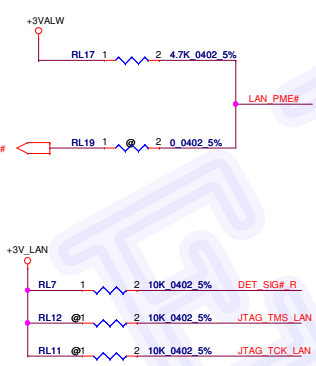 +3VALW
RL17 1 2 4.7K_0402_5%
LAN_PME#
# RL19 1 @ 2 0_0402_5%
+3V_LAN
RL7 1 2 10K_0402_5% DET_SIG#_R
RL12 @1 2 10K_0402_5% JTAG_TMS_LAN
RL11 @1 2 10K_0402_5% JTAG_TCK_LAN